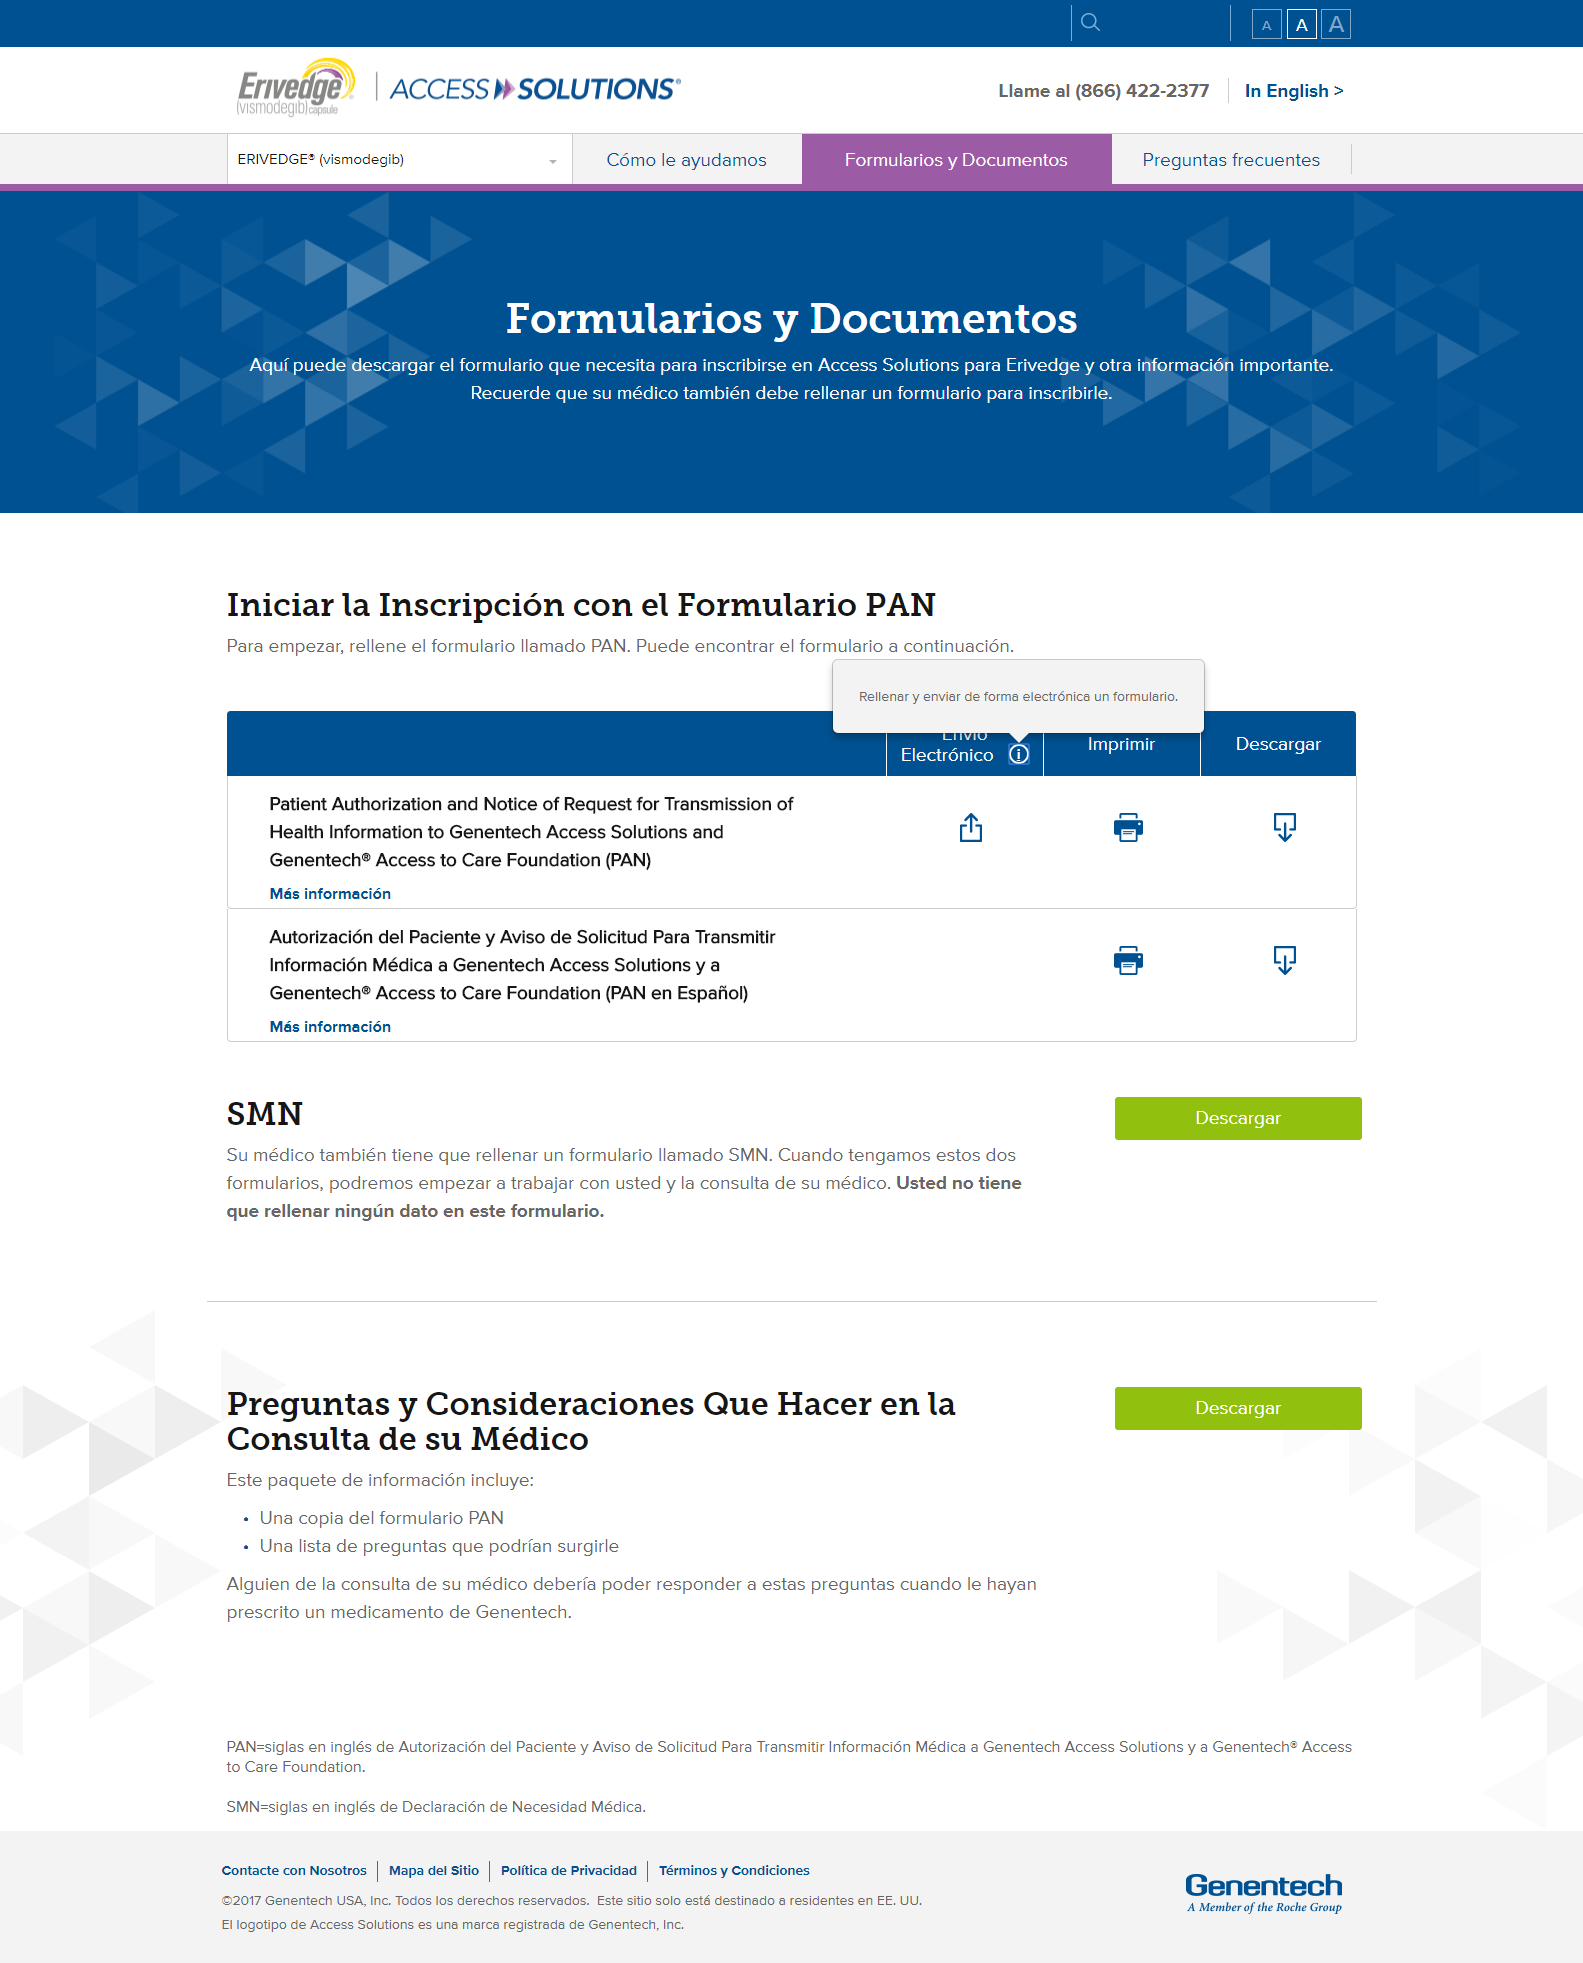 A A A
Erivedge®
(vismodegib) capsule
ACCESS SOLUTIONS®
Llame al (866) 422-2377
In English >
ERIVEDGE® (vismodegib)
Cómo le ayudamos
Formularios y Documentos
Preguntas frecuentes
Formularios y Documentos
Aquí puede descargar el formulario que necesita para inscribirse en Access Solutions para Erivedge y otra información importante.
Recuerde que su médico también debe rellenar un formulario para inscribirle.
Iniciar la Inscripción con el Formulario PAN
Para empezar, rellene el formulario llamado PAN. Puede encontrar el formulario a continuación.
Rellenar y enviar de forma electrónica un formulario.
Envío
Electrónico
Imprimir
Descargar
Patient Authorization and Notice of Request for Transmission of
Health Information to Genentech Access Solutions and
Genentech® Access to Care Foundation (PAN)
Más información
Autorización del Paciente y Aviso de Solicitud Para Transmitir
Información Médica a Genentech Access Solutions y a
Genentech® Access to Care Foundation (PAN en Español)
Más información
SMN
Descargar
Su médico también tiene que rellenar un formulario llamado SMN. Cuando tengamos estos dos
formularios, podremos empezar a trabajar con usted y la consulta de su médico. Usted no tiene
que rellenar ningún dato en este formulario.
Preguntas y Consideraciones Que Hacer en la
Consulta de su Médico
Descargar
Este paquete de información incluye:
• Una copia del formulario PAN
• Una lista de preguntas que podrían surgirle
Alguien de la consulta de su médico debería poder responder a estas preguntas cuando le hayan
prescrito un medicamento de Genentech.
PAN=siglas en inglés de Autorización del Paciente y Aviso de Solicitud Para Transmitir Información Médica a Genentech Access Solutions y a Genentech® Access
to Care Foundation.
SMN=siglas en inglés de Declaración de Necesidad Médica.
Contacte con Nosotros
Mapa del Sitio
Política de Privacidad
Términos y Condiciones
©2017 Genentech USA, Inc. Todos los derechos reservados. Este sitio solo está destinado a residentes en EE. UU.
El logotipo de Access Solutions es una marca registrada de Genentech, Inc.
Genentech
A Member of the Roche Group